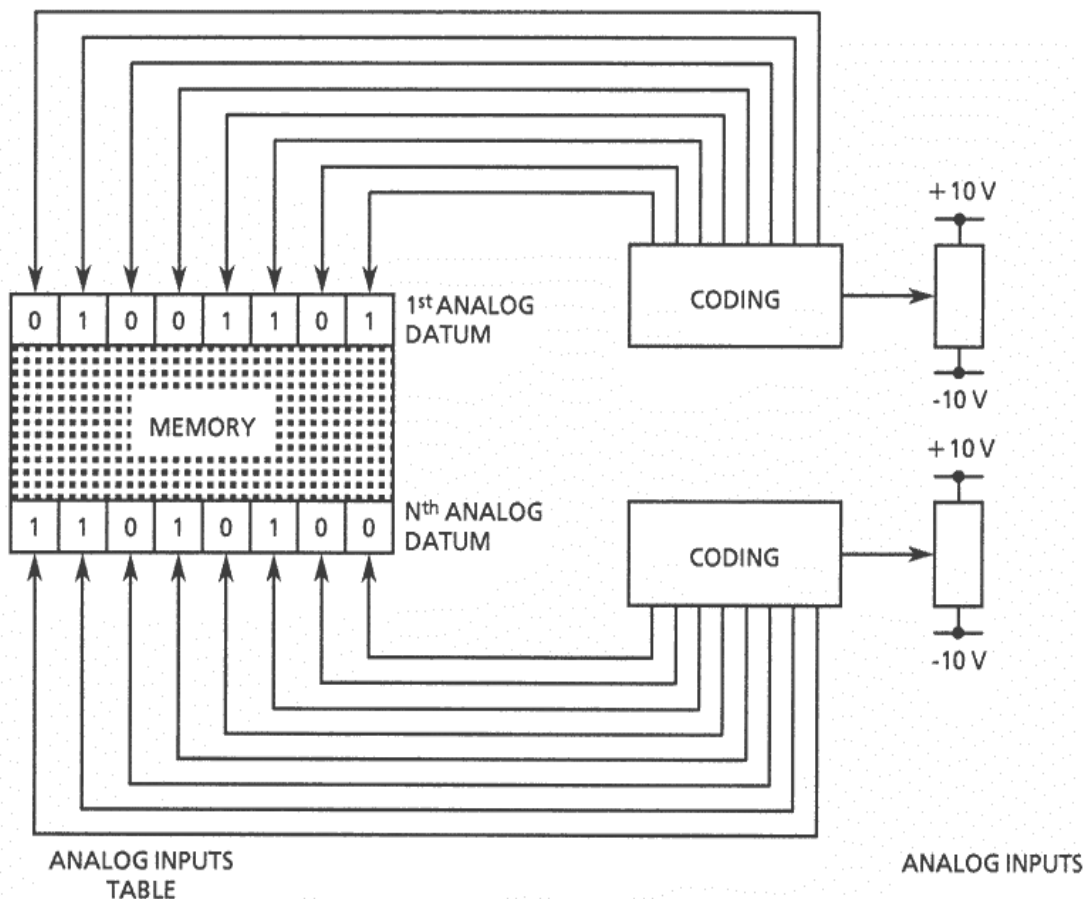 + 10 V
0 1 0 0 1 1 0 1
1st ANALOG
DATUM
CODING
-10 V
MEMORY
+ 10 V
1 1 0 1 0 1 0 0
Nth ANALOG
DATUM
CODING
-10 V
ANALOG INPUTS
TABLE
ANALOG INPUTS